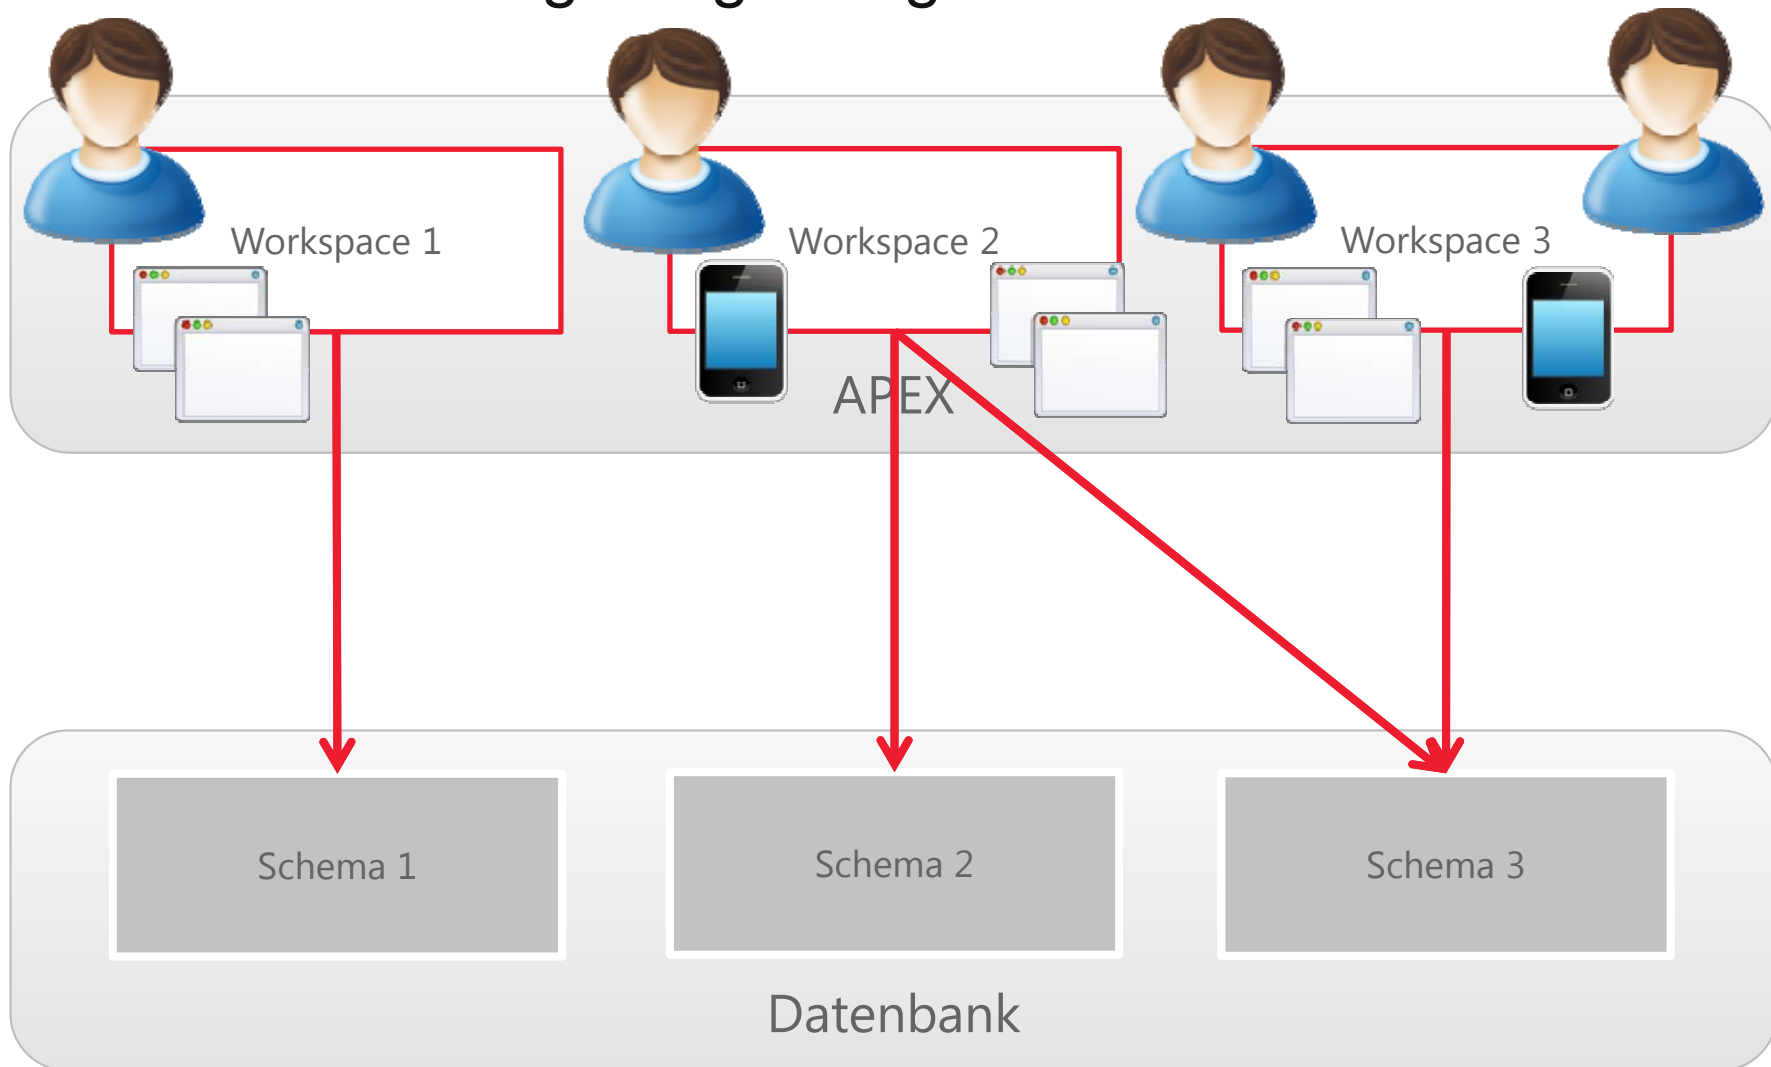 Workspace 1
Workspace 2
Workspace 3
APEX
Schema 1
Schema 2
Schema 3
Datenbank